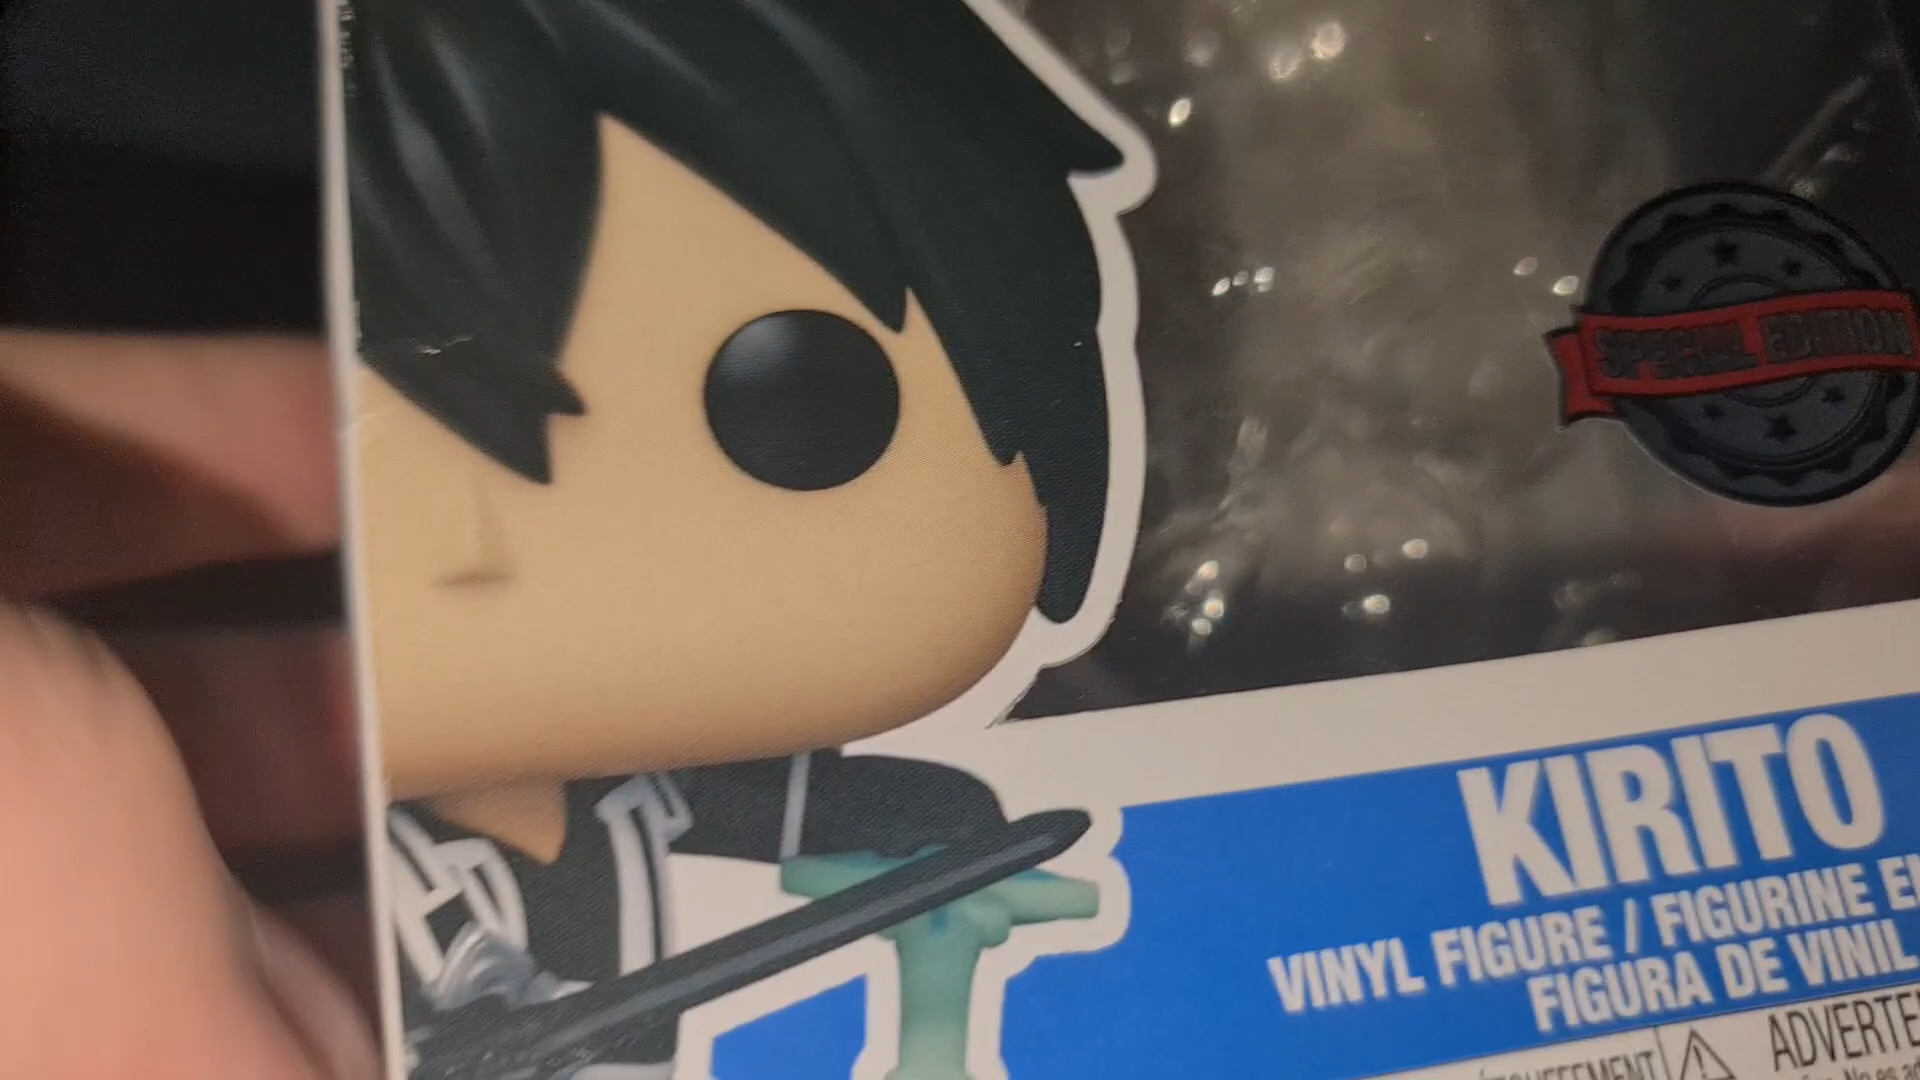 SPECIAL EDITION
KIRITO
VINYL FIGURE / FIGURINE E
FIGURA DE VINIL
ADVERTE